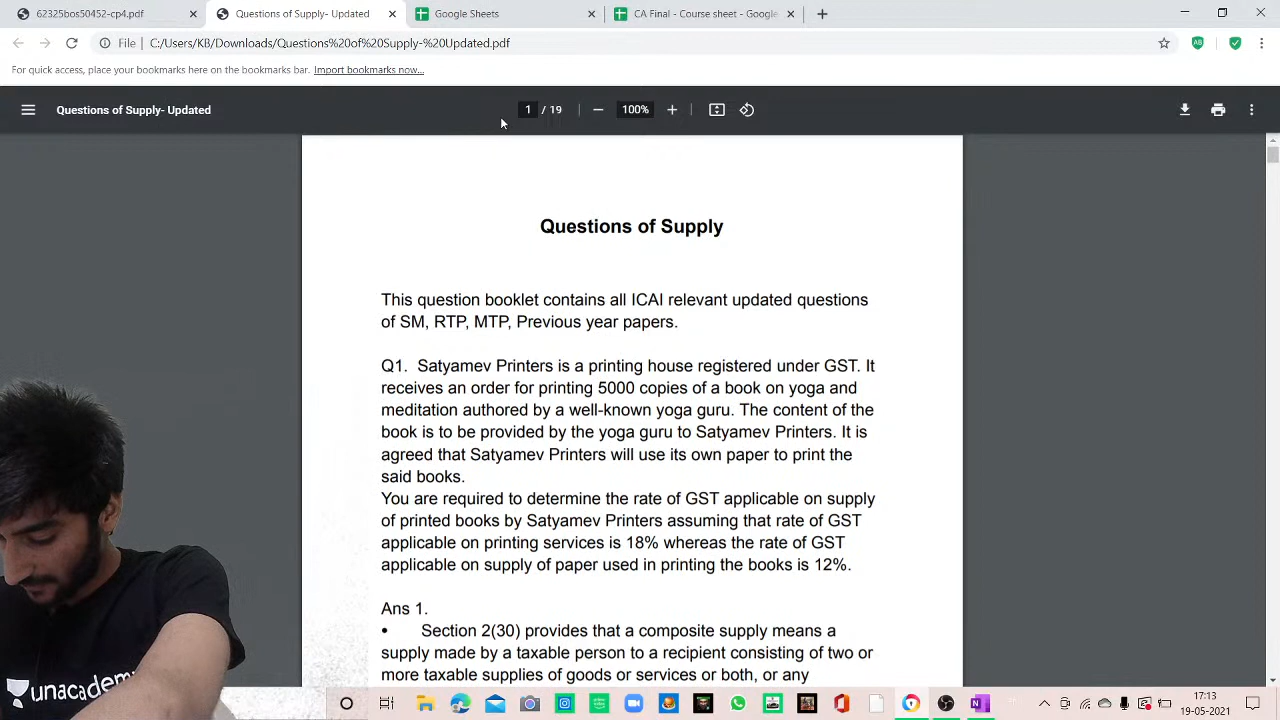 62325bos50452-cp4.pdf
Questions of Supply- Updated
Google Sheets
CA Final - Course sheet - Google
File | C:/Users/KB/Downloads/Questions%20of%20Supply-%20Updated.pdf
For quick access, place your bookmarks here on the bookmarks bar. Import bookmarks now...
Questions of Supply- Updated
1 / 19
100%
Questions of Supply
This question booklet contains all ICAI relevant updated questions
of SM, RTP, MTP, Previous year papers.
Q1. Satyamev Printers is a printing house registered under GST. It
receives an order for printing 5000 copies of a book on yoga and
meditation authored by a well-known yoga guru. The content of the
book is to be provided by the yoga guru to Satyamev Printers. It is
agreed that Satyamev Printers will use its own paper to print the
said books.
You are required to determine the rate of GST applicable on supply
of printed books by Satyamev Printers assuming that rate of GST
applicable on printing services is 18% whereas the rate of GST
applicable on supply of paper used in printing the books is 12%.
Ans 1.
• Section 2(30) provides that a composite supply means a
supply made by a taxable person to a recipient consisting of two or
more taxable supplies of goods or services or both, or any
unacadem
17:13
19-05-2021